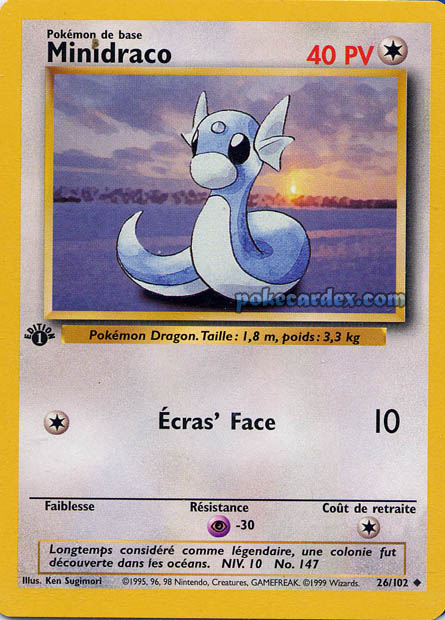 Pokémon de base
Minidraco 40 PV
pokecardex.com
EDITION 1
Pokémon Dragon. Taille: 1,8 m, poids: 3,3 kg
Écras' Face 10
Faiblesse Résistance Coût de retraite
-30
Longtemps considéré comme légendaire, une colonie fut
découverte dans les océans. NIV. 10 No. 147
Illus. Ken Sugimori ©1995, 96, 98 Nintendo, Creatures, GAMEFREAK. ©1999 Wizards. 26/102